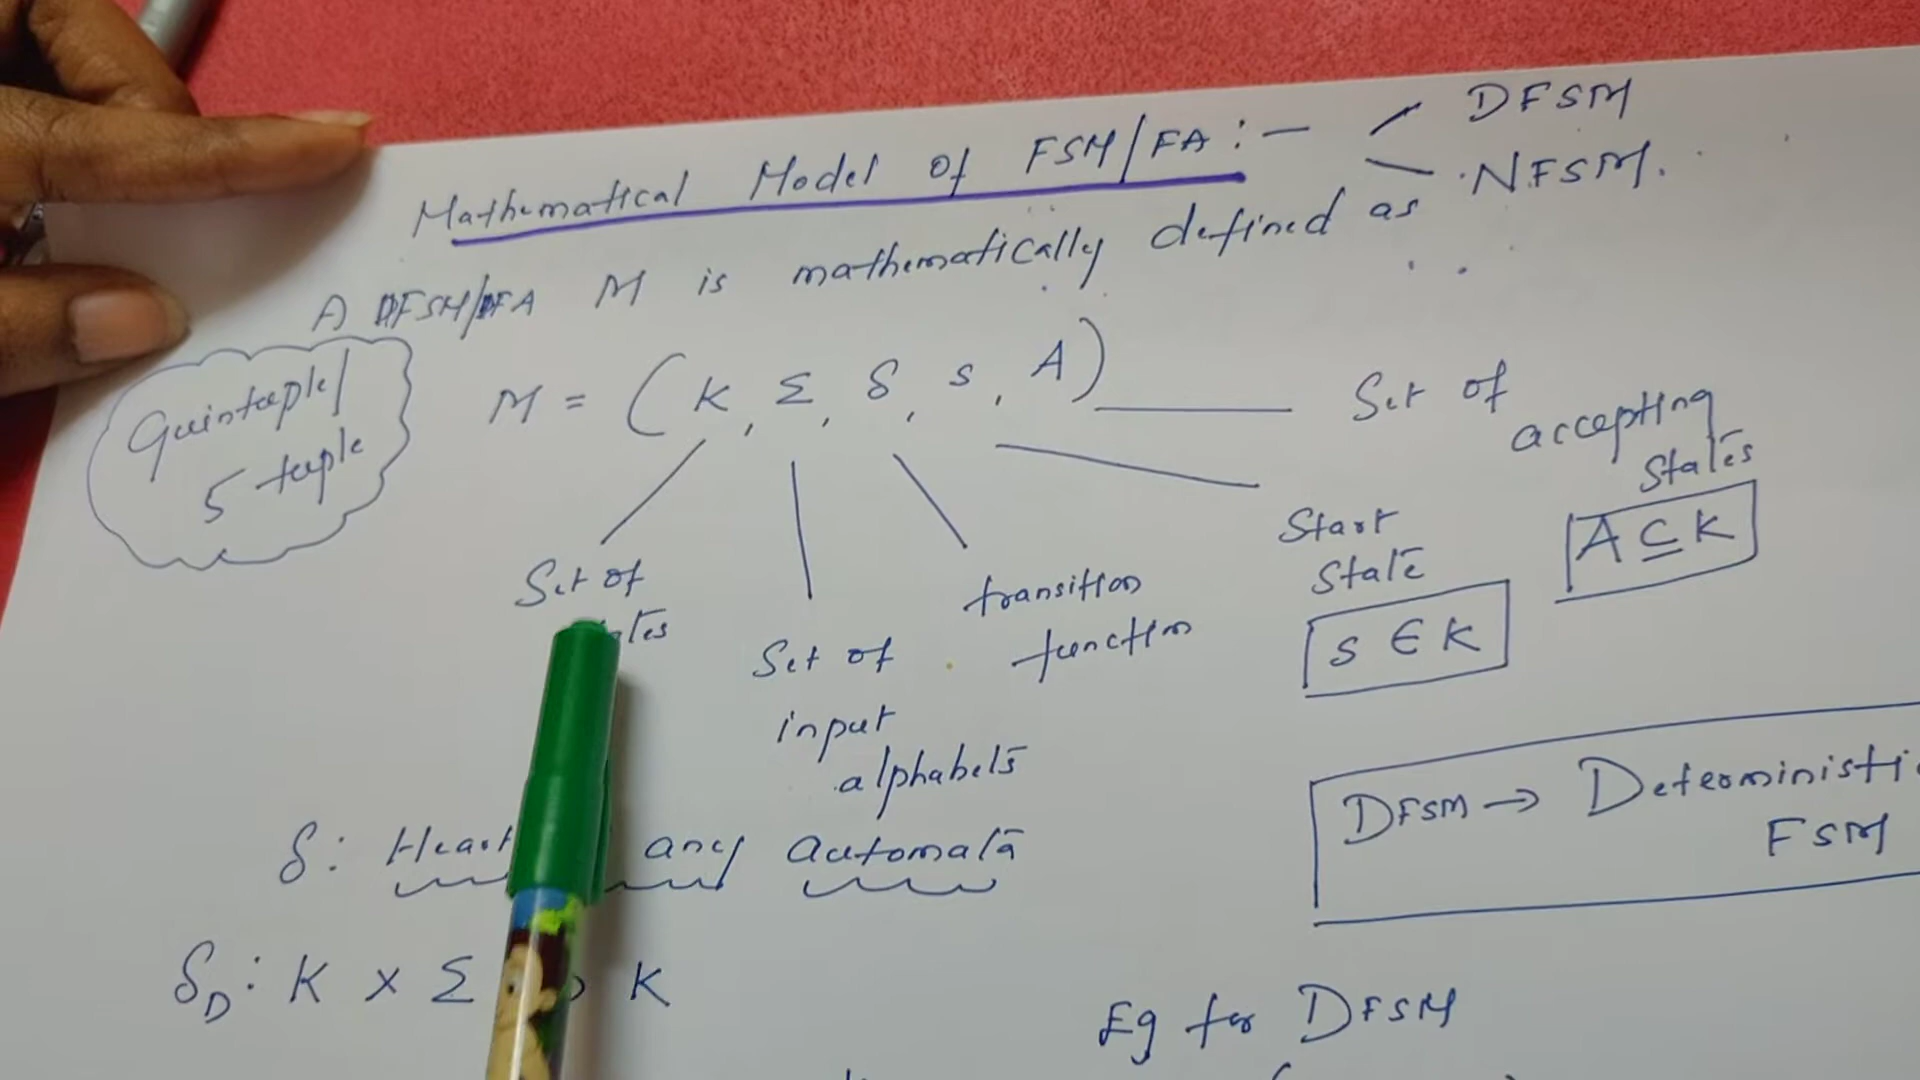 Mathematical Model of FSM/FA :- DFSM
NFSM.
A DFSM/DFA M is mathematically defined as
Quintuple/
5 tuple
M = (K, Σ, δ, s, A)
Set of
accepting
states
A ⊆ K
Start
state
s ∈ K
Set of
transition
function
Set of
input
alphabets
DFSM → Deterministic
FSM
δ: Heart any automata
δD: K x Σ K
Eg for DFSM